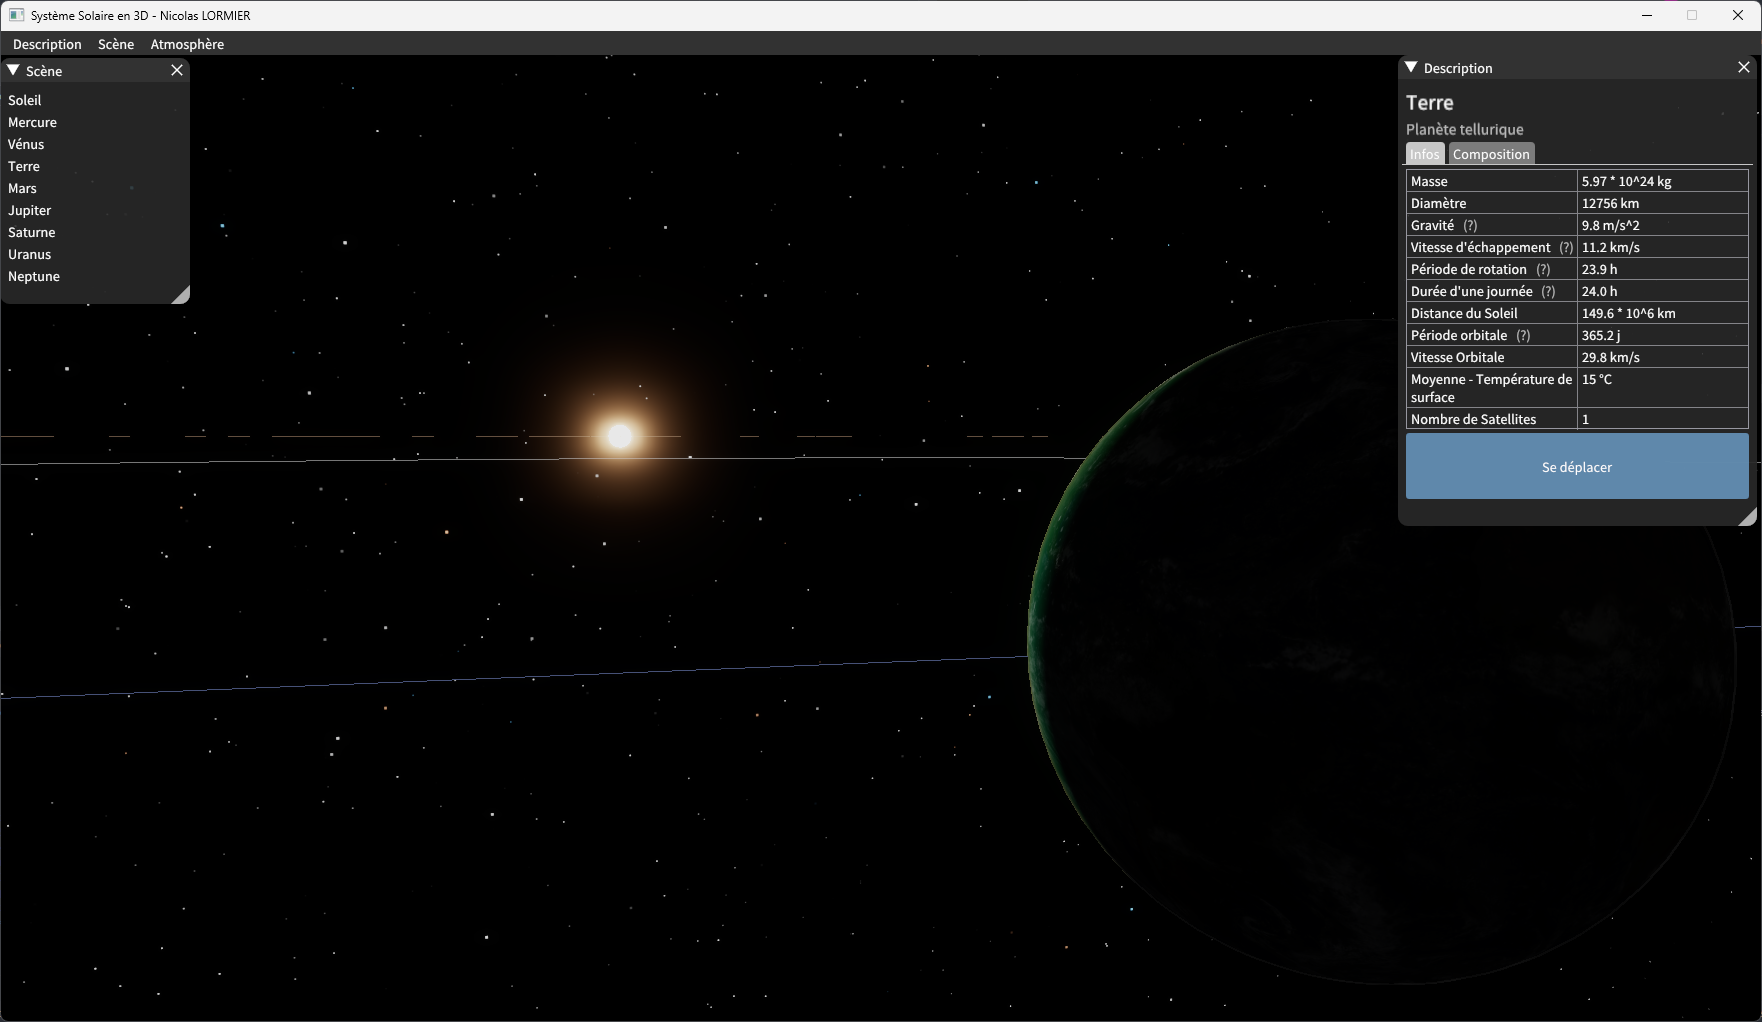 Système Solaire en 3D - Nicolas LORMIER
Description Scène Atmosphère
Scène
Soleil
Mercure
Vénus
Terre
Mars
Jupiter
Saturne
Uranus
Neptune
Description
Terre
Planète tellurique
Infos Composition
Masse 5.97 * 10^24 kg
Diamètre 12756 km
Gravité (?) 9.8 m/s^2
Vitesse d'échappement (?) 11.2 km/s
Période de rotation (?) 23.9 h
Durée d'une journée (?) 24.0 h
Distance du Soleil 149.6 * 10^6 km
Période orbitale (?) 365.2 j
Vitesse Orbitale 29.8 km/s
Moyenne - Température de 15 °C
surface
Nombre de Satellites 1
Se déplacer